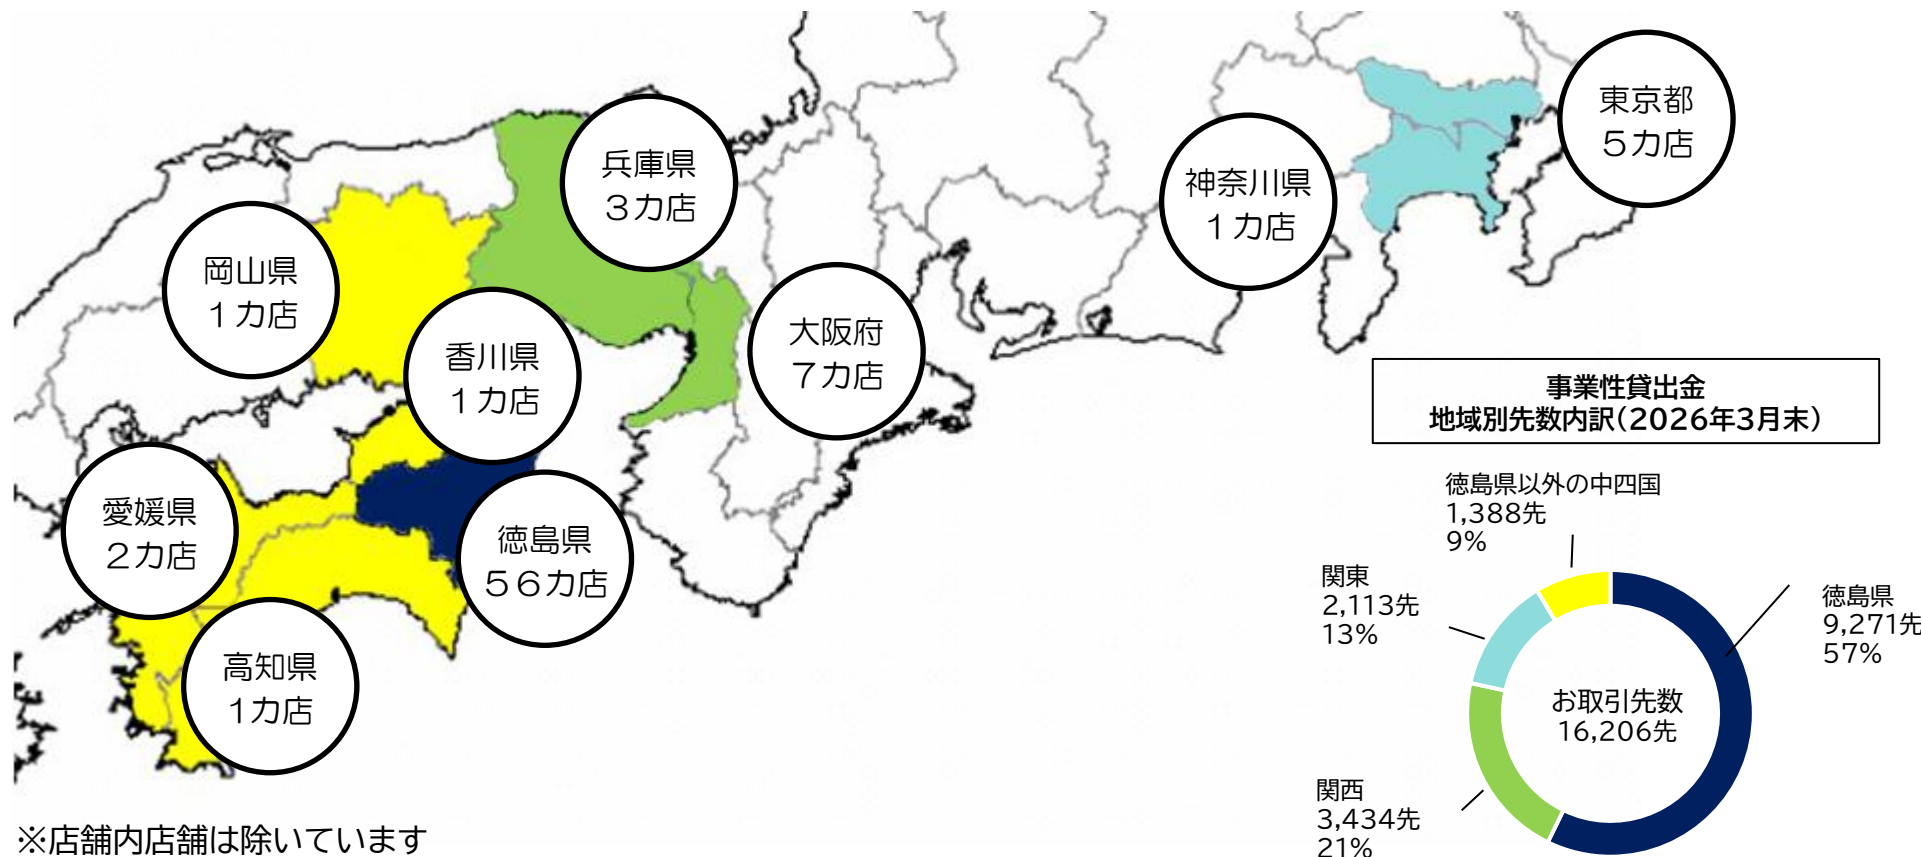 東京都
5カ店
兵庫県
3カ店
神奈川県
1カ店
岡山県
1カ店
大阪府
7カ店
香川県
1カ店
愛媛県
2カ店
徳島県
56カ店
高知県
1カ店
※店舗内店舗は除いています
事業性貸出金
地域別先数内訳(2026年3月末)
徳島県以外の中四国
1,388先
9%
関東
2,113先
13%
徳島県
9,271先
57%
お取引先数
16,206先
関西
3,434先
21%